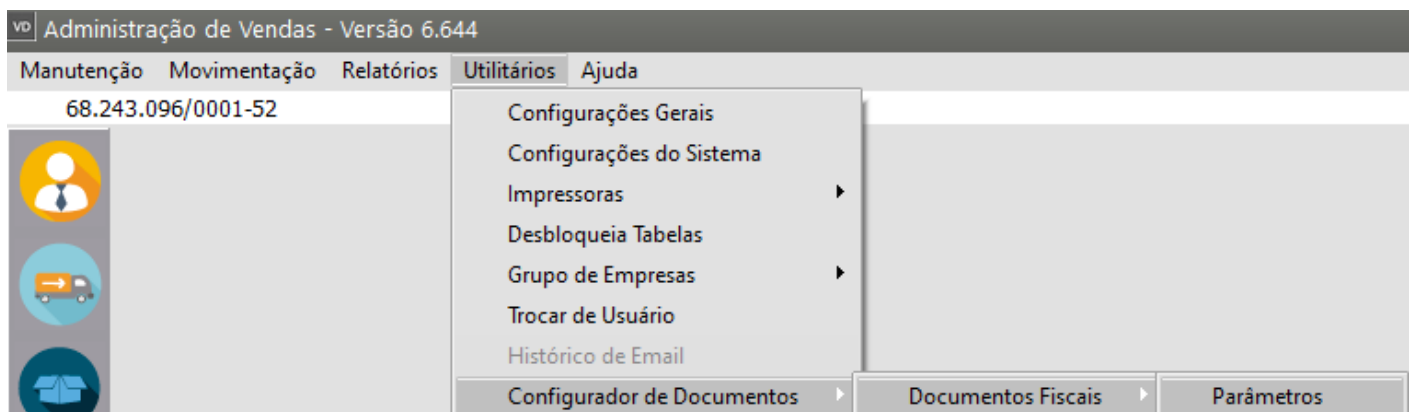 VD Administração de Vendas - Versão 6.644
Manutenção Movimentação Relatórios Utilitários Ajuda
68.243.096/0001-52
Configurações Gerais
Configurações do Sistema
Impressoras
Desbloqueia Tabelas
Grupo de Empresas
Trocar de Usuário
Histórico de Email
Configurador de Documentos Documentos Fiscais Parâmetros